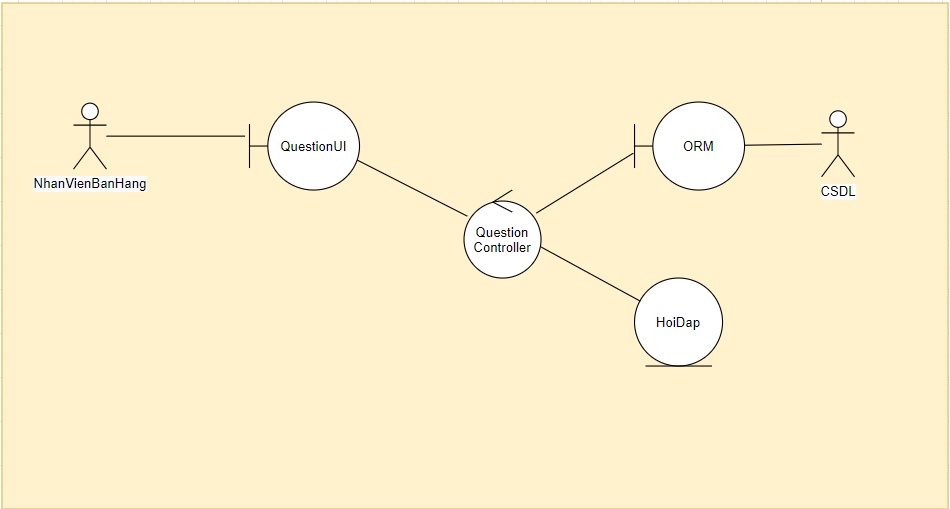 QuestionUI
ORM
NhanVienBanHang
CSDL
Question
Controller
HoiDap